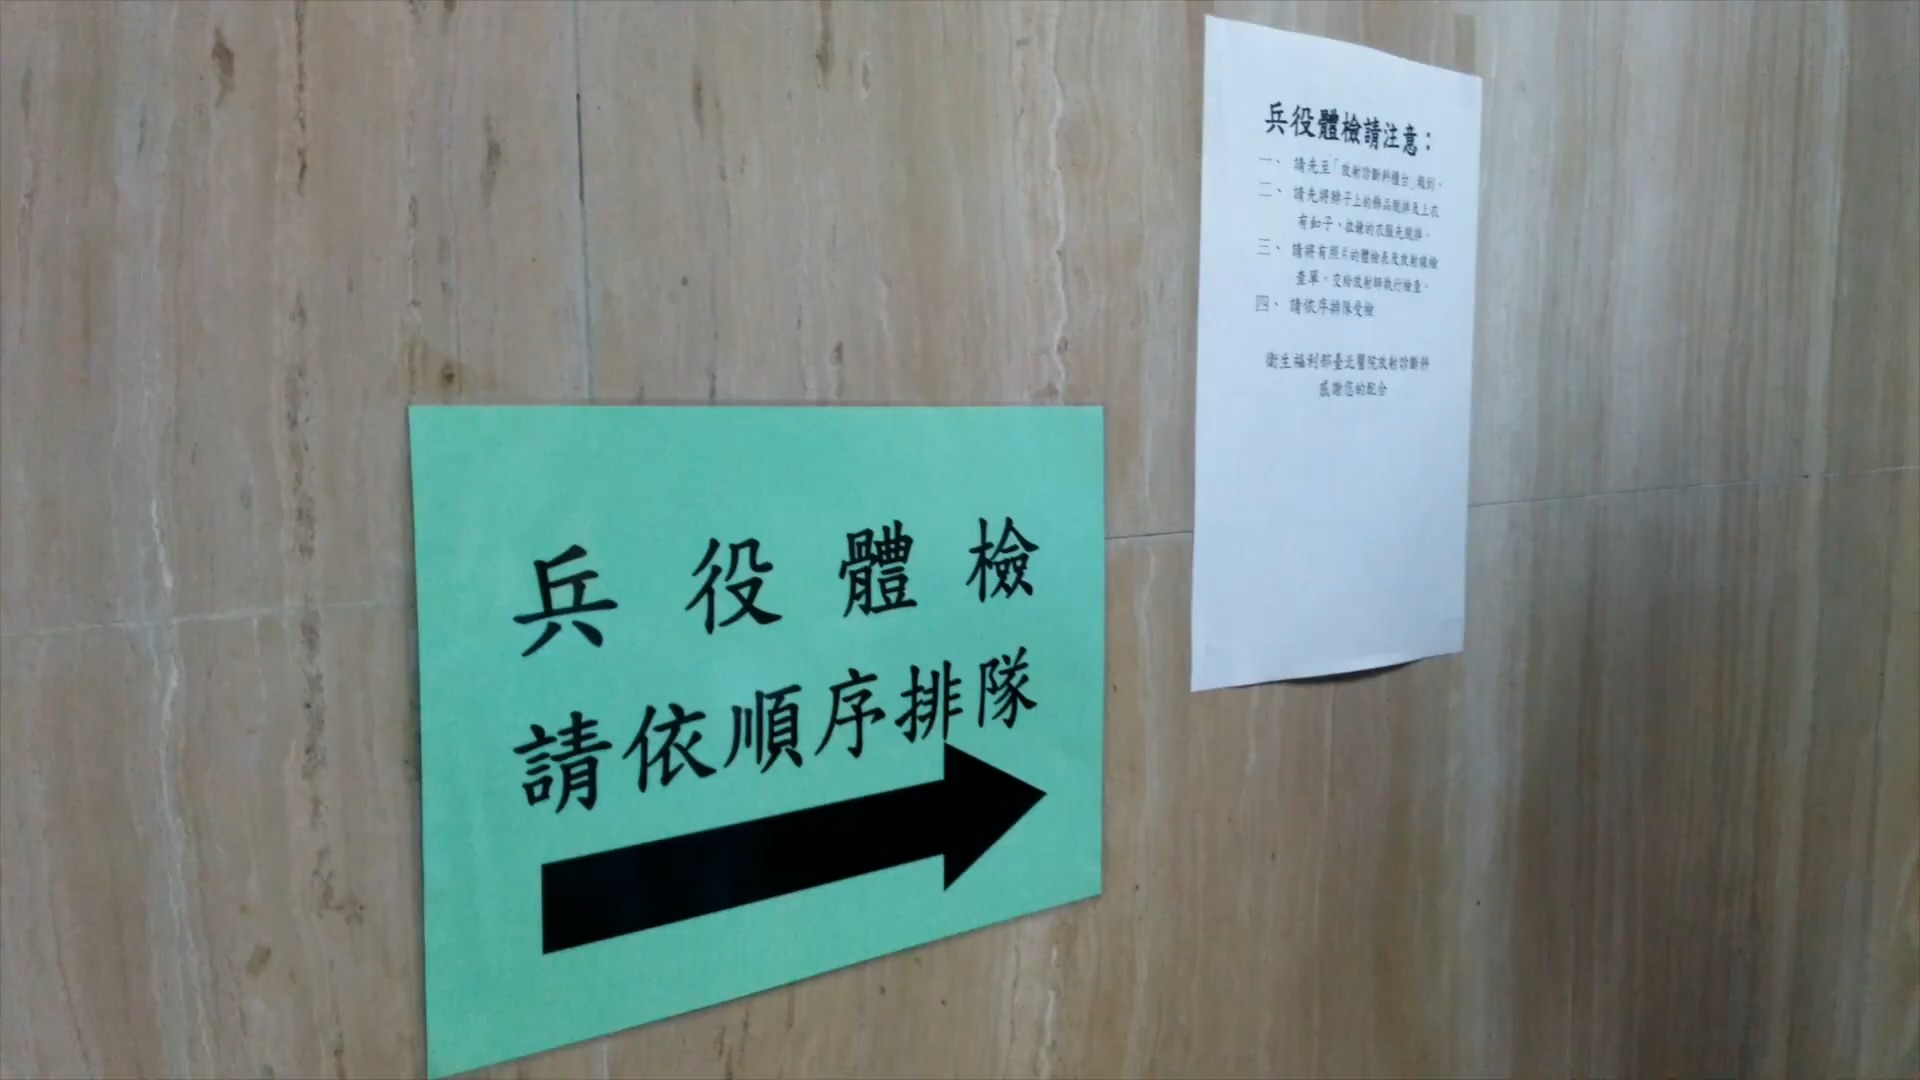 兵役體檢
請依順序排隊
兵役體檢請注意：
一、請先至「放射診斷科櫃台」報到。
二、請先將脖子上的飾品脫掉及上衣
有釦子、拉鍊的衣服先脫掉。
三、請將有照片的體檢表及放射線檢
查單，交給放射師執行檢查。
四、請依序排隊受檢
衛生福利部臺北醫院放射診斷科
感謝您的配合